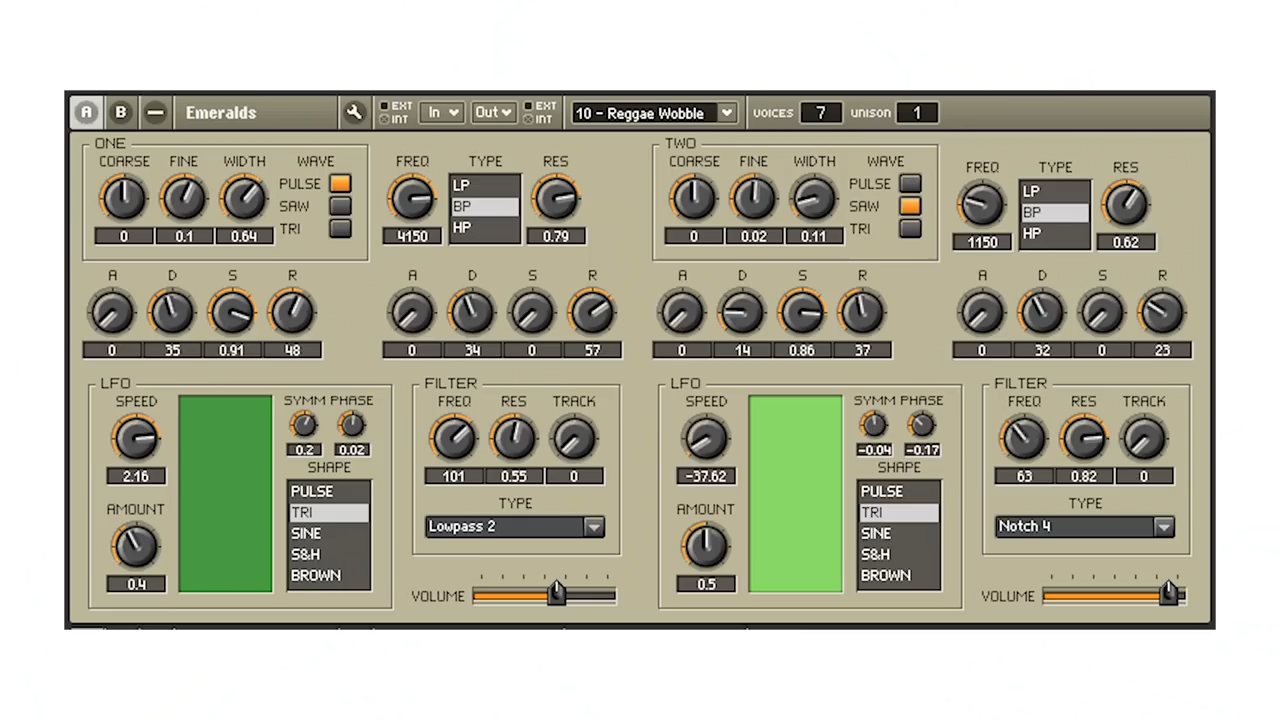 A B Emeralds EXT INT In Out EXT INT 10 - Reggae Wobble VOICES 7 UNISON 1
ONE
COARSE FINE WIDTH WAVE
PULSE
SAW
TRI
0 0.1 0.64
FREQ TYPE RES
LP
BP
HP
4150 0.79
TWO
COARSE FINE WIDTH WAVE
PULSE
SAW
TRI
0 0.02 0.11
FREQ TYPE RES
LP
BP
HP
1150 0.62
A D S R
0 35 0.91 48
A D S R
0 34 0 57
A D S R
0 14 0.86 37
A D S R
0 32 0 23
LFO
SPEED
2.16
AMOUNT
0.4
SYMM PHASE
0.2 0.02
SHAPE
PULSE
TRI
SINE
S&H
BROWN
FILTER
FREQ RES TRACK
101 0.55 0
TYPE
Lowpass 2
VOLUME
LFO
SPEED
-37.62
AMOUNT
0.5
SYMM PHASE
-0.04 -0.17
SHAPE
PULSE
TRI
SINE
S&H
BROWN
FILTER
FREQ RES TRACK
63 0.82 0
TYPE
Notch 4
VOLUME